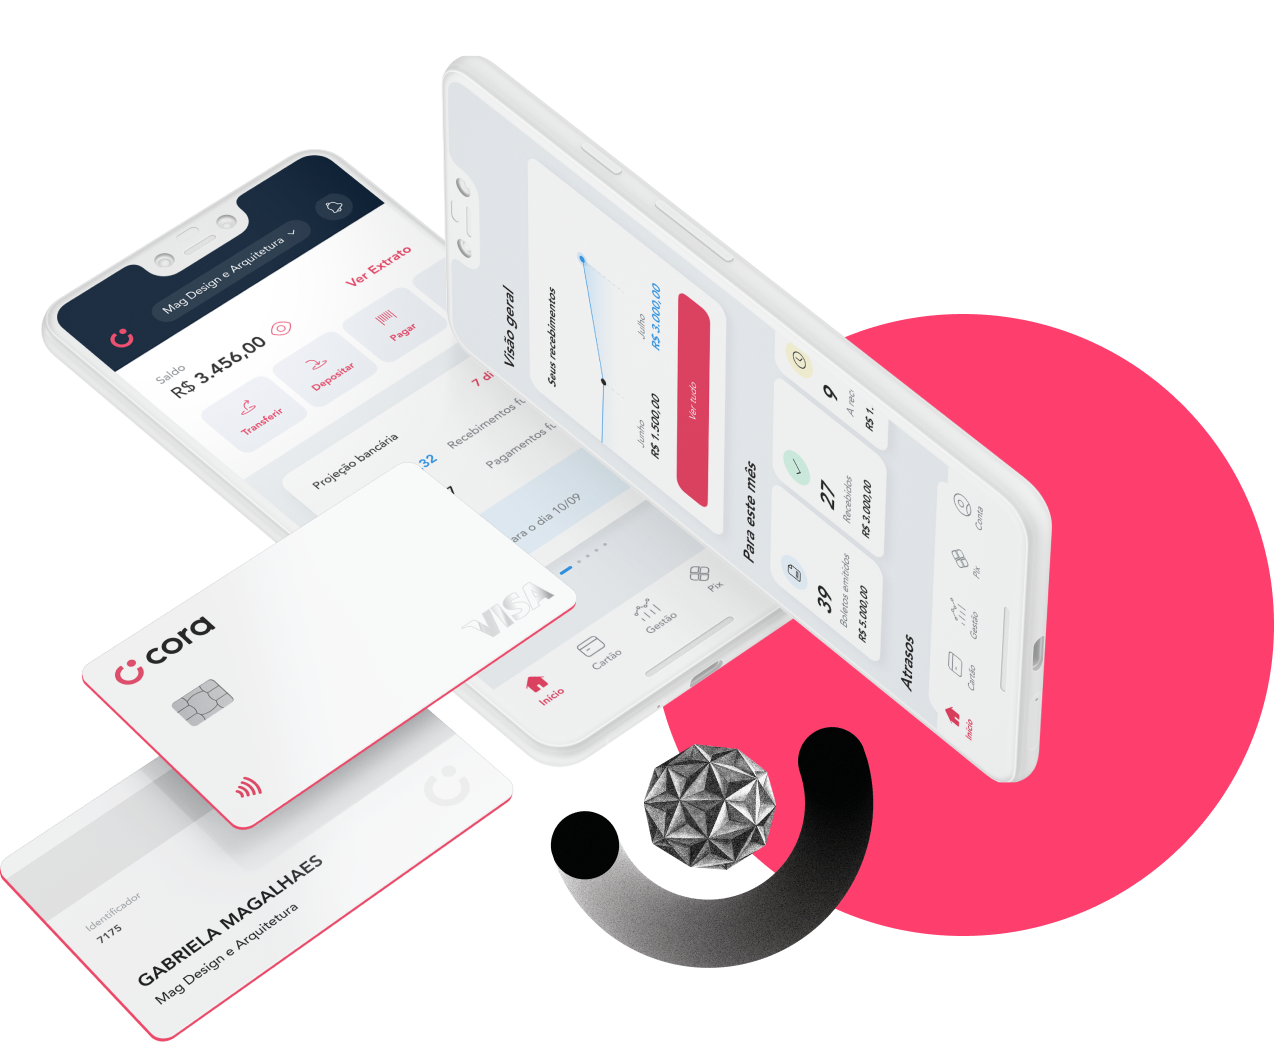 Mag Design e Arquitetura
Saldo
R$ 3.456,00
Ver Extrato
Transferir
Depositar
Pagar
Projeção bancária
7 di
32
Recebimentos fu
7
Pagamentos fu
ara o dia 10/09
Início
Cartão
Gestão
Pix
Visão geral
Seus recebimentos
Junho
R$ 1.500,00
Julho
R$ 3.000,00
Ver tudo
Para este mês
39
Boletos emitidos
R$ 5.000,00
27
Recebidos
R$ 3.000,00
9
A rec
R$ 1.
Atrasos
Início
Cartão
Gestão
Pix
Conta
cora
VISA
Identificador
7175
GABRIELA MAGALHAES
Mag Design e Arquitetura